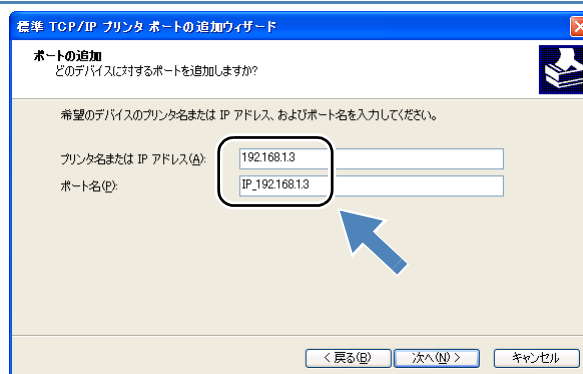 標準 TCP/IP プリンタ ポートの追加ウィザード
ポートの追加
どのデバイスに対するポートを追加しますか?
希望のデバイスのプリンタ名または IP アドレス、およびポート名を入力してください。
プリンタ名または IP アドレス(A): 192.168.1.3
ポート名(P): IP_192.168.1.3
< 戻る(B) 次へ(N) > キャンセル